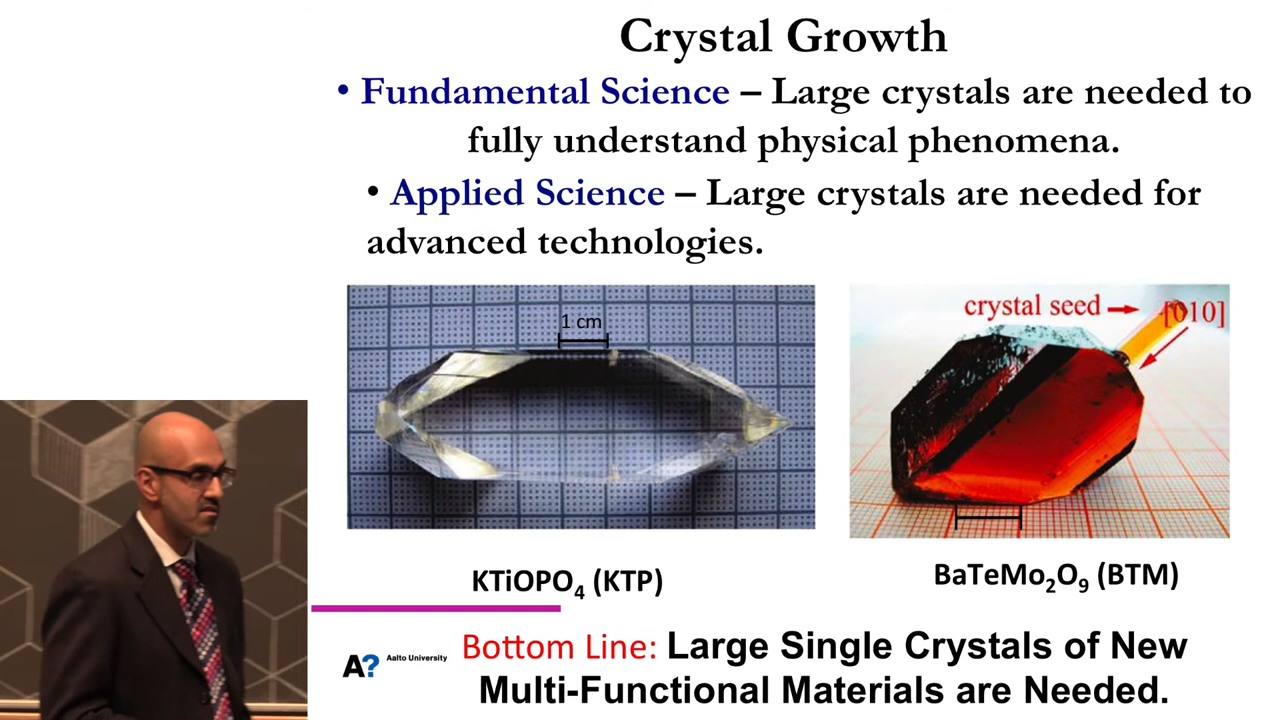 Crystal Growth
• Fundamental Science – Large crystals are needed to
fully understand physical phenomena.
• Applied Science – Large crystals are needed for
advanced technologies.
1 cm
crystal seed
[010]
KTiOPO₄ (KTP)
BaTeMo₂O₉ (BTM)
A?
Aalto University
Bottom Line: Large Single Crystals of New
Multi-Functional Materials are Needed.